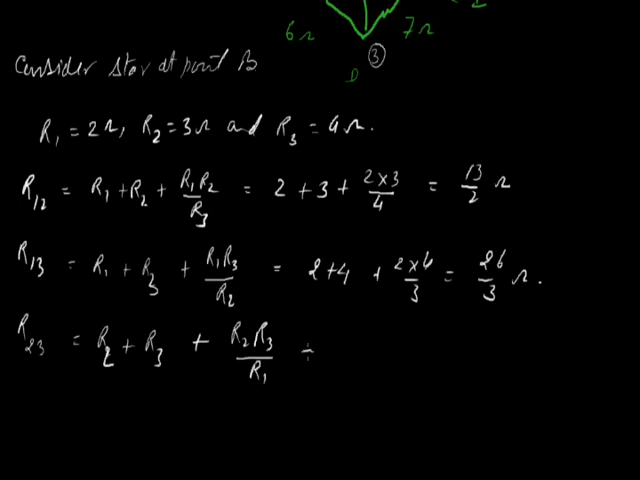 6Ω 7Ω 2
③
D
Consider star at point B
R₁ = 2Ω, R₂ = 3Ω and R₃ = 4Ω.
R₁₂ = R₁ + R₂ + R₁R₂/R₃ = 2 + 3 + 2×3/4 = 13/2 Ω
R₁₃ = R₁ + R₃ + R₁R₃/R₂ = 2+4 + 2×4/3 = 26/3 Ω.
R₂₃ = R₂ + R₃ + R₂R₃/R₁ =